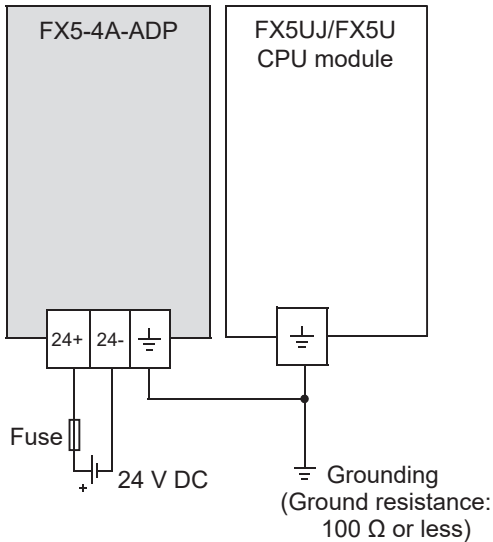 FX5-4A-ADP
FX5UJ/FX5U
CPU module
24+ 24-
Fuse
+
24 V DC
Grounding
(Ground resistance:
100 Ω or less)